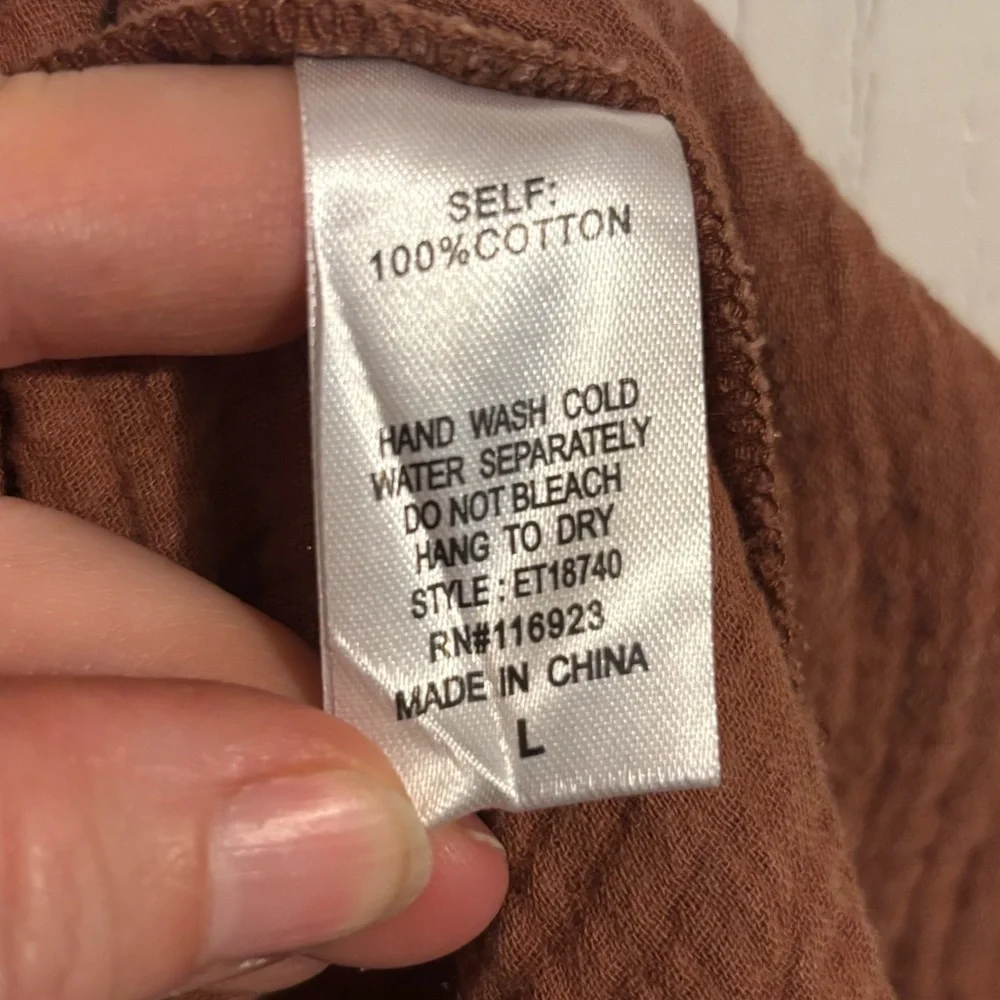 SELF:
100%COTTON
HAND WASH COLD
WATER SEPARATELY
DO NOT BLEACH
HANG TO DRY
STYLE : ET18740
RN#116923
MADE IN CHINA
L